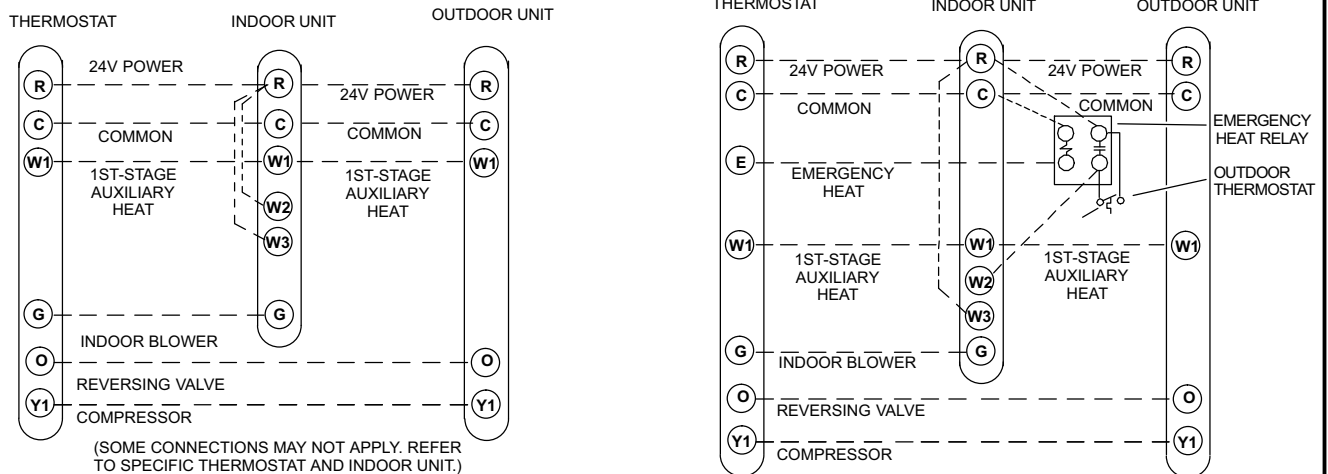 THERMOSTAT
INDOOR UNIT
OUTDOOR UNIT
R
24V POWER
R
24V POWER
R
C
COMMON
C
COMMON
C
W1
1ST-STAGE
AUXILIARY
HEAT
W1
1ST-STAGE
AUXILIARY
HEAT
W1
W2
W3
G
INDOOR BLOWER
G
O
REVERSING VALVE
O
Y1
COMPRESSOR
Y1
(SOME CONNECTIONS MAY NOT APPLY. REFER
TO SPECIFIC THERMOSTAT AND INDOOR UNIT.)
THERMOSTAT
INDOOR UNIT
OUTDOOR UNIT
R
24V POWER
R
24V POWER
R
C
COMMON
C
COMMON
C
EMERGENCY
HEAT RELAY
E
EMERGENCY
HEAT
OUTDOOR
THERMOSTAT
W1
1ST-STAGE
AUXILIARY
HEAT
W1
1ST-STAGE
AUXILIARY
HEAT
W1
W2
W3
G
INDOOR BLOWER
G
O
REVERSING VALVE
O
Y1
COMPRESSOR
Y1